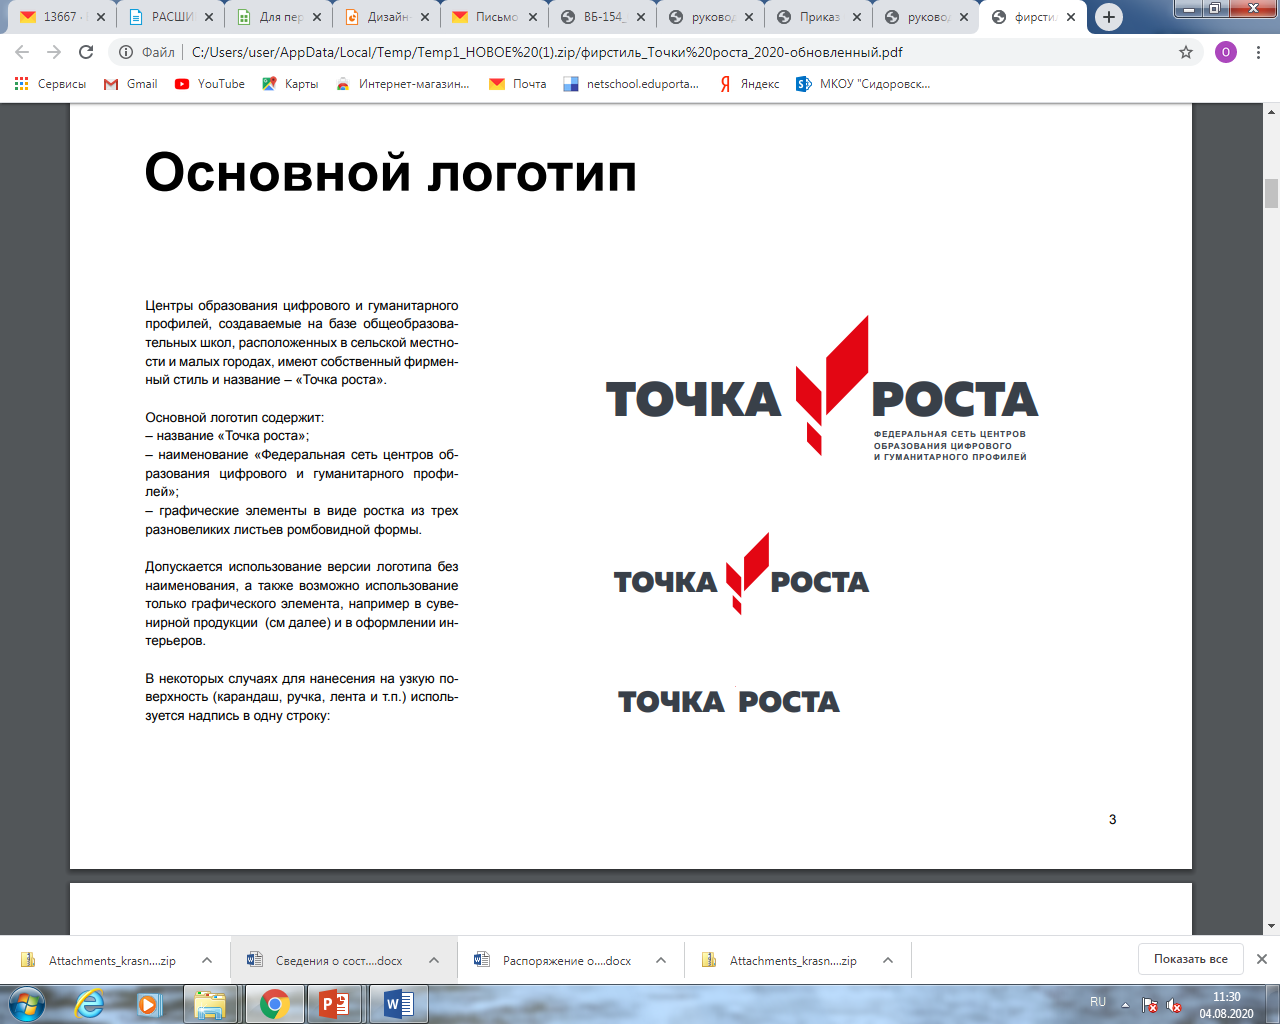 13667 -
РАСШИ
Для пер
Дизайн
Письмо
ВБ-154_
руковод
Приказ
руковод
фирстил
Файл
C:/Users/user/AppData/Local/Temp/Temp1_НОВОЕ%20(1).zip/фирстиль_Точки%20роста_2020-обновленный.pdf
О
Сервисы
Gmail
YouTube
Карты
Интернет-магазин...
Почта
netschool.eduporta...
Яндекс
МКОУ "Сидоровск...
Основной логотип
Центры образования цифрового и гуманитарного
профилей, создаваемые на базе общеобразова-
тельных школ, расположенных в сельской местно-
сти и малых городах, имеют собственный фирмен-
ный стиль и название – «Точка роста».
Основной логотип содержит:
– название «Точка роста»;
– наименование «Федеральная сеть центров об-
разования цифрового и гуманитарного профи-
лей»;
– графические элементы в виде ростка из трех
разновеликих листьев ромбовидной формы.
Допускается использование версии логотипа без
наименования, а также возможно использование
только графического элемента, например в суве-
нирной продукции (см далее) и в оформлении ин-
терьеров.
В некоторых случаях для нанесения на узкую по-
верхность (карандаш, ручка, лента и т.п.) исполь-
зуется надпись в одну строку:
ТОЧКА РОСТА
ФЕДЕРАЛЬНАЯ СЕТЬ ЦЕНТРОВ
ОБРАЗОВАНИЯ ЦИФРОВОГО
И ГУМАНИТАРНОГО ПРОФИЛЕЙ
ТОЧКА РОСТА
ТОЧКА РОСТА
3
Attachments_krasn....zip
Сведения о сост....docx
Распоряжение о....docx
Attachments_krasn....zip
Показать все
RU
11:30
04.08.2020